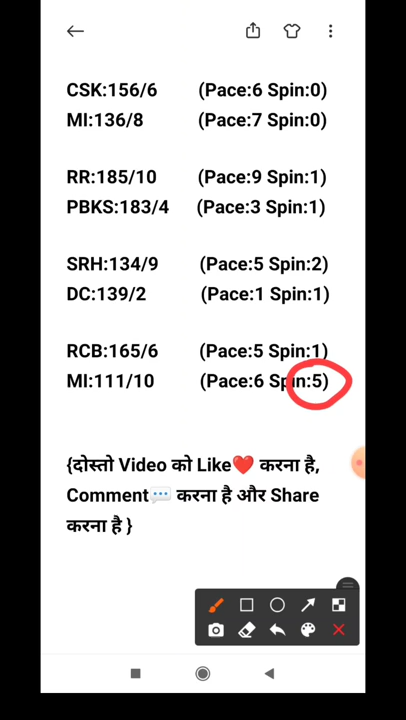 CSK:156/6 (Pace:6 Spin:0)
MI:136/8 (Pace:7 Spin:0)
RR:185/10 (Pace:9 Spin:1)
PBKS:183/4 (Pace:3 Spin:1)
SRH:134/9 (Pace:5 Spin:2)
DC:139/2 (Pace:1 Spin:1)
RCB:165/6 (Pace:5 Spin:1)
MI:111/10 (Pace:6 Spin:5)
{दोस्तो Video को Like❤️ करना है,
Comment💬 करना है और Share
करना है }